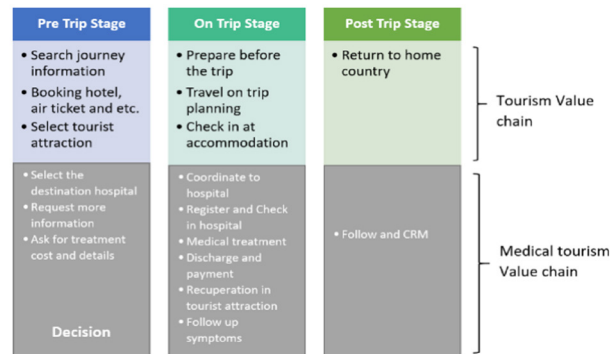 Pre Trip Stage
• Search journey
information
• Booking hotel,
air ticket and etc.
• Select tourist
attraction
• Select the
destination hospital
• Request more
information
• Ask for treatment
cost and details
Decision
On Trip Stage
• Prepare before
the trip
• Travel on trip
planning
• Check in at
accommodation
• Coordinate to
hospital
• Register and Check
in hospital
• Medical treatment
• Discharge and
payment
• Recuperation in
tourist attraction
• Follow up
symptoms
Post Trip Stage
• Return to home
country
• Follow and CRM
Tourism Value
chain
Medical tourism
Value chain